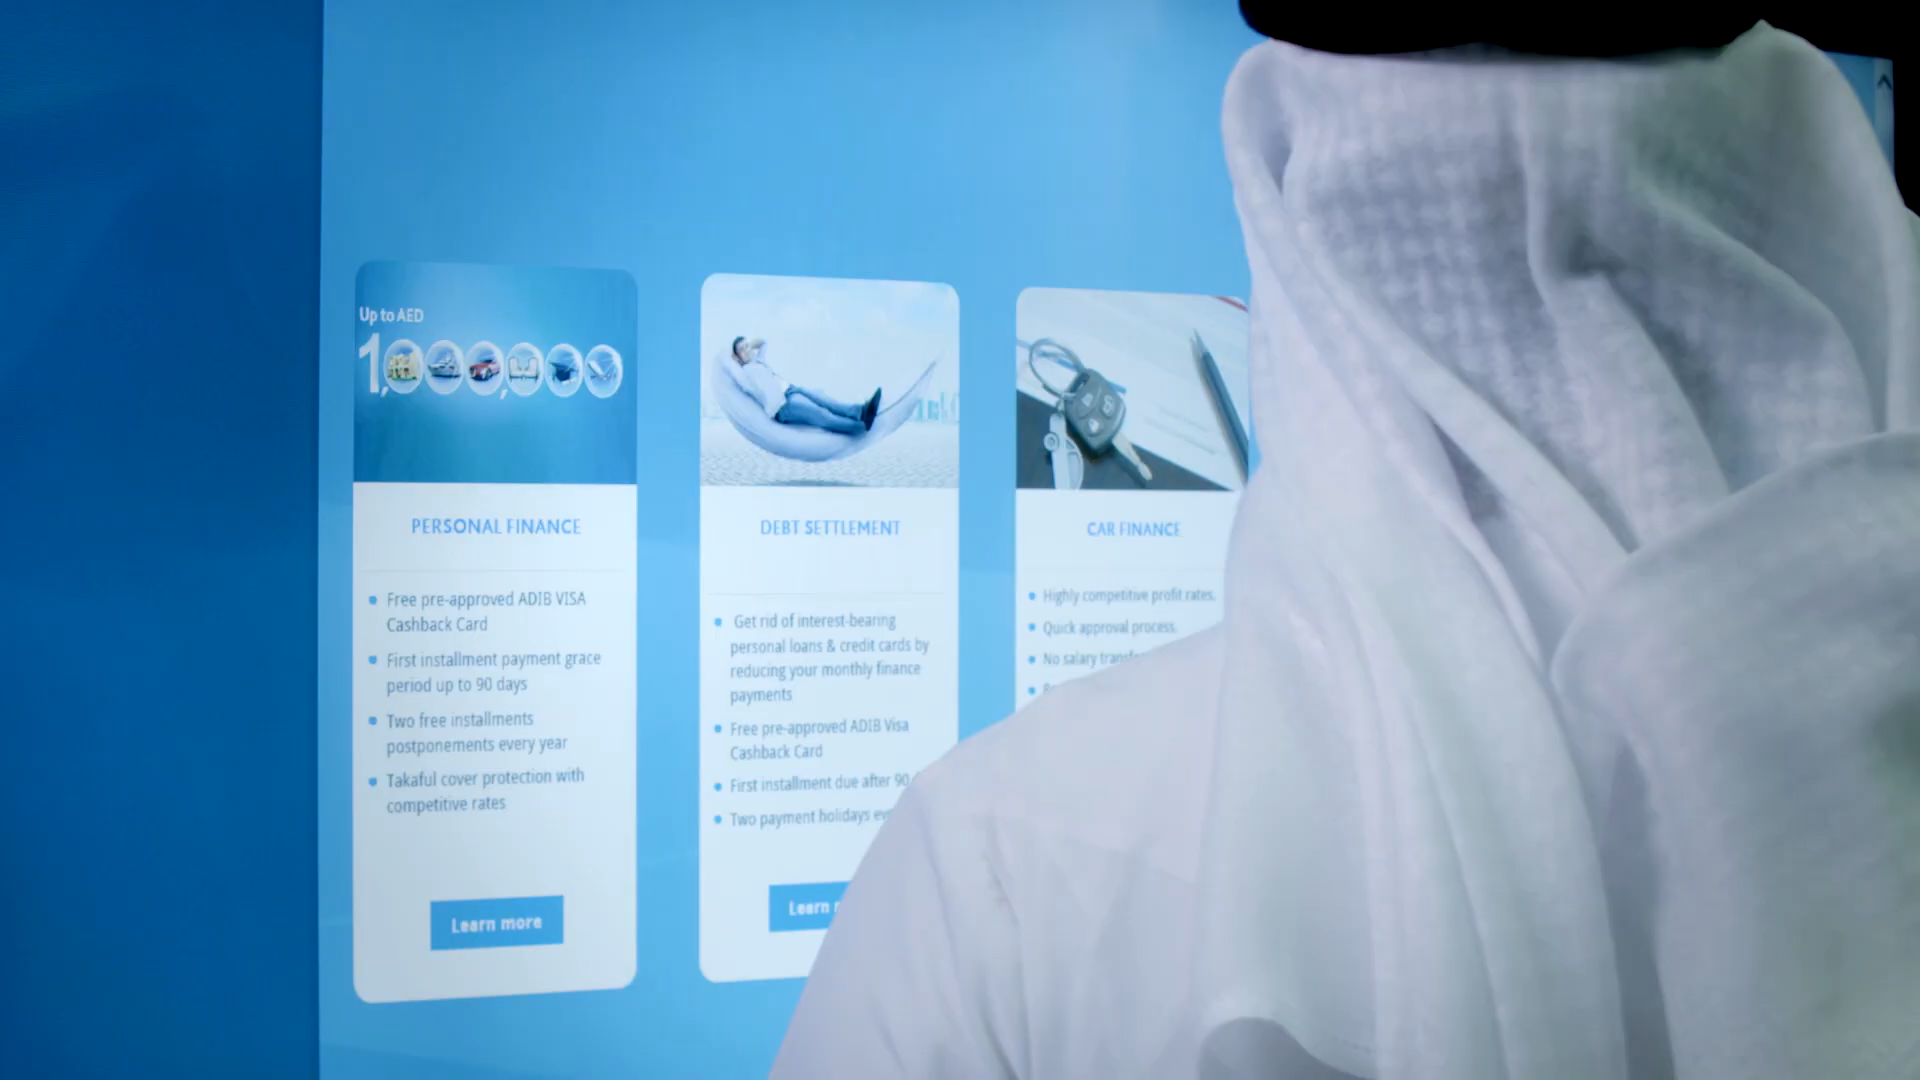 Up to AED
1,
PERSONAL FINANCE
Free pre-approved ADIB VISA
Cashback Card
First installment payment grace
period up to 90 days
Two free installments
postponements every year
Takaful cover protection with
competitive rates
Learn more
DEBT SETTLEMENT
Get rid of interest-bearing
personal loans & credit cards by
reducing your monthly finance
payments
Free pre-approved ADIB Visa
Cashback Card
First installment due after 90
Two payment holidays
Learn
CAR FINANCE
Highly competitive profit rates.
Quick approval process.
No salary